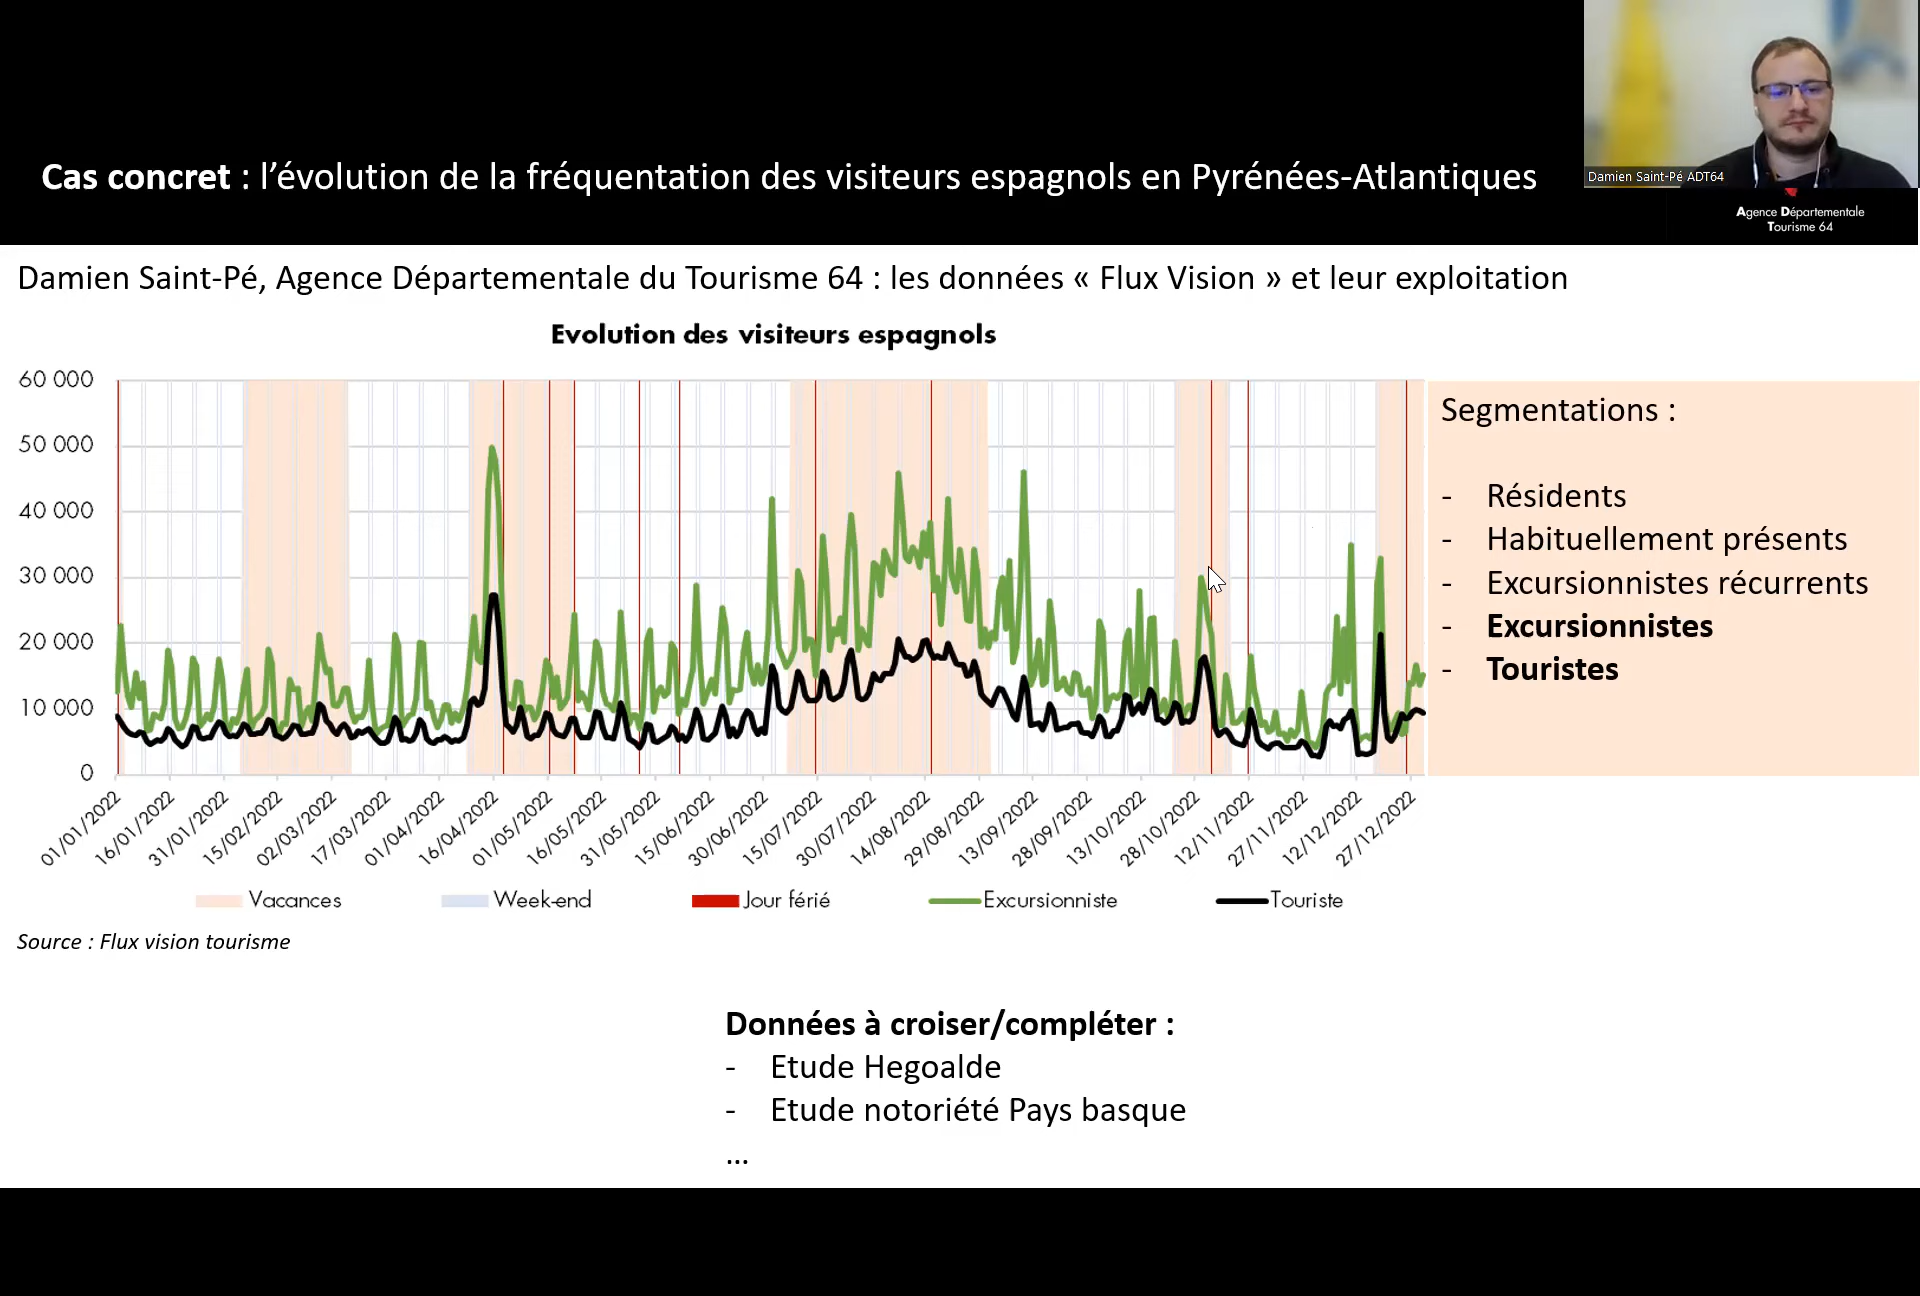 Cas concret : l’évolution de la fréquentation des visiteurs espagnols en Pyrénées-Atlantiques
Damien Saint-Pé ADT64
Agence Départementale
Tourisme 64
Damien Saint-Pé, Agence Départementale du Tourisme 64 : les données « Flux Vision » et leur exploitation
Evolution des visiteurs espagnols
60 000
50 000
40 000
30 000
20 000
10 000
0
01/01/2022
16/01/2022
31/01/2022
15/02/2022
02/03/2022
17/03/2022
01/04/2022
16/04/2022
01/05/2022
16/05/2022
31/05/2022
15/06/2022
30/06/2022
15/07/2022
30/07/2022
14/08/2022
29/08/2022
13/09/2022
28/09/2022
13/10/2022
28/10/2022
12/11/2022
27/11/2022
12/12/2022
27/12/2022
Vacances
Week-end
Jour férié
Excursionniste
Touriste
Segmentations :
- Résidents
- Habituellement présents
- Excursionnistes récurrents
- Excursionnistes
- Touristes
Source : Flux vision tourisme
Données à croiser/compléter :
- Etude Hegoalde
- Etude notoriété Pays basque
...